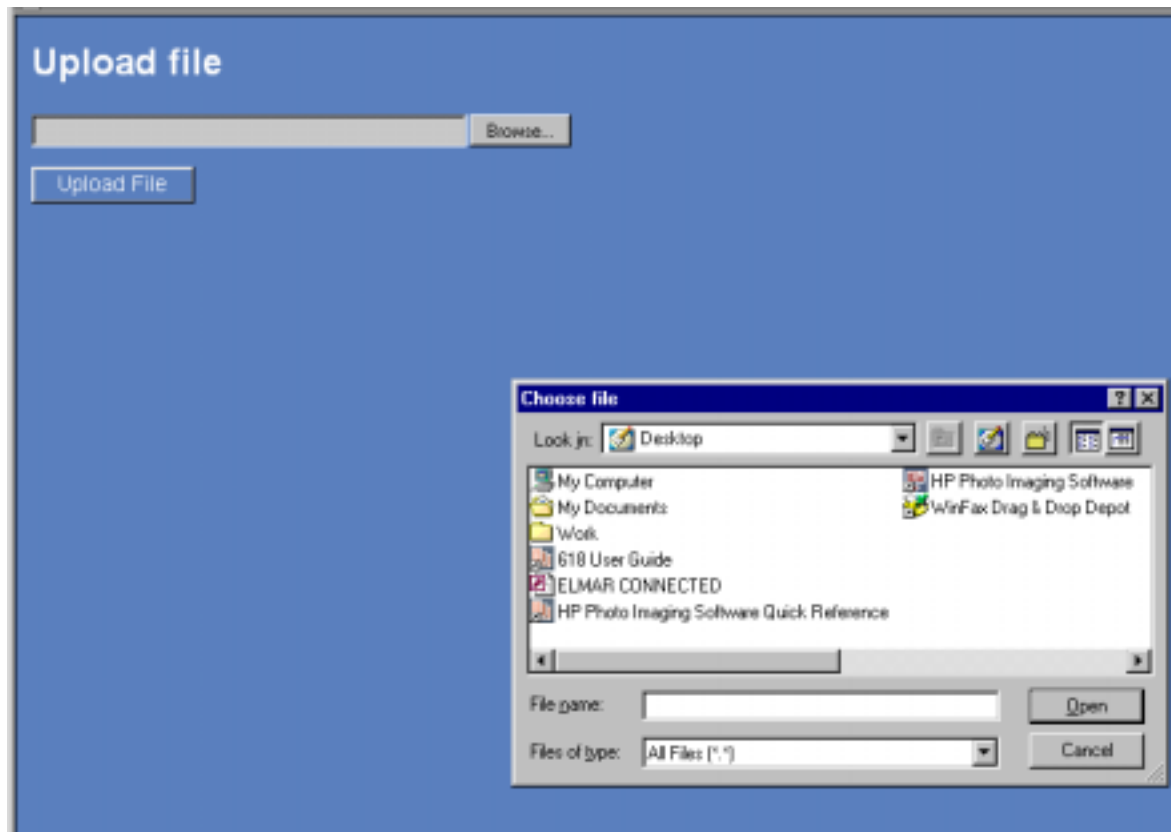 Upload file
Browse...
Upload File
Choose file
Look in: Desktop
My Computer HP Photo Imaging Software
My Documents WinFax Drag & Drop Depot
Work
618 User Guide
ELMAR CONNECTED
HP Photo Imaging Software Quick Reference
File name: Open
Files of type: All Files (*.*) Cancel